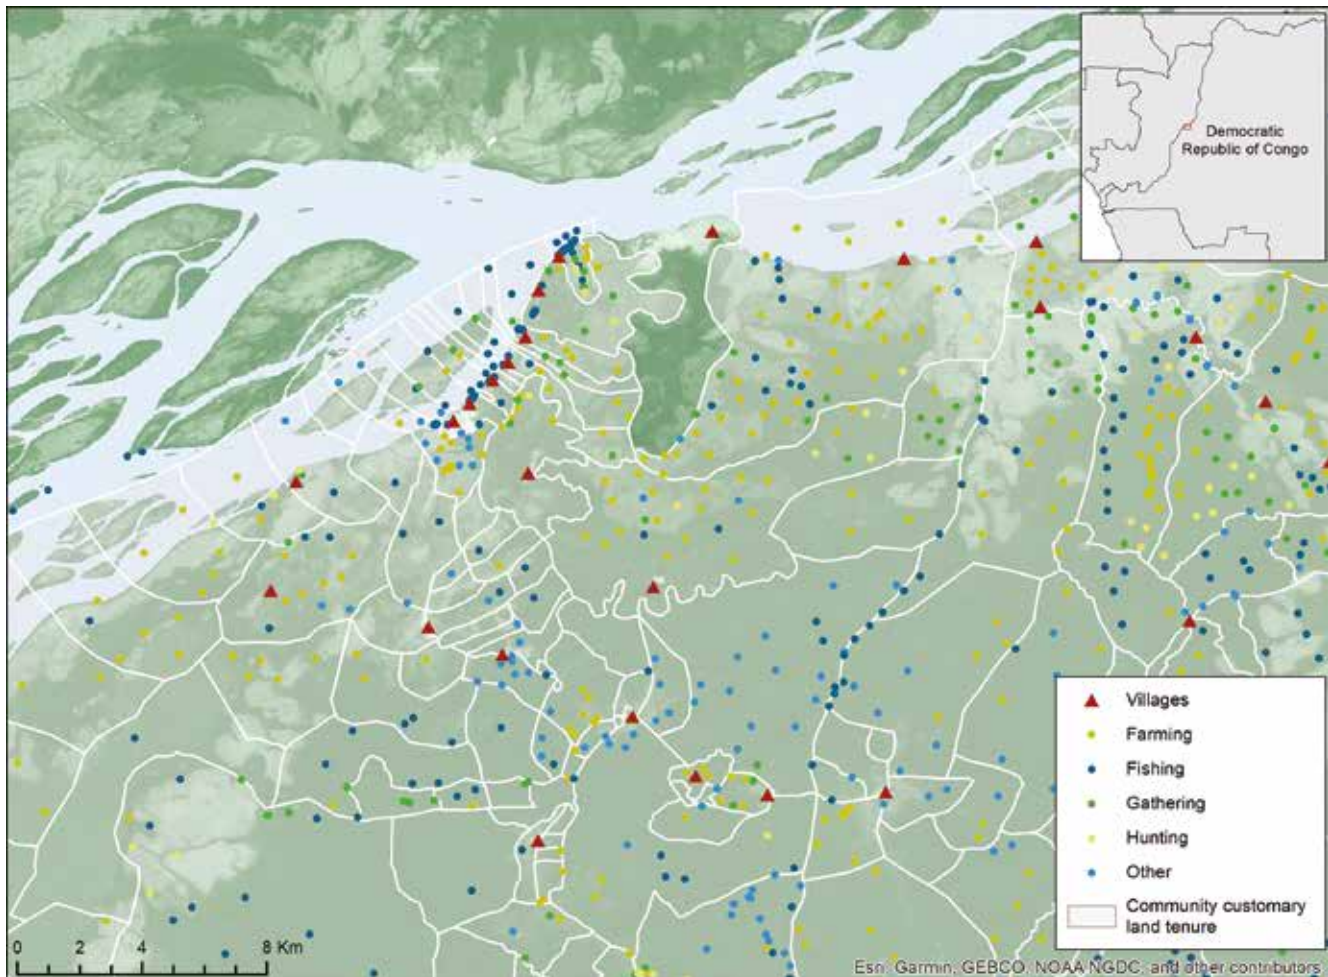 Democratic
Republic of Congo
Villages
Farming
Fishing
Gathering
Hunting
Other
Community customary
land tenure
0 2 4 8 Km
Esri, Garmin, GEBCO, NOAA NGDC, and other contributors